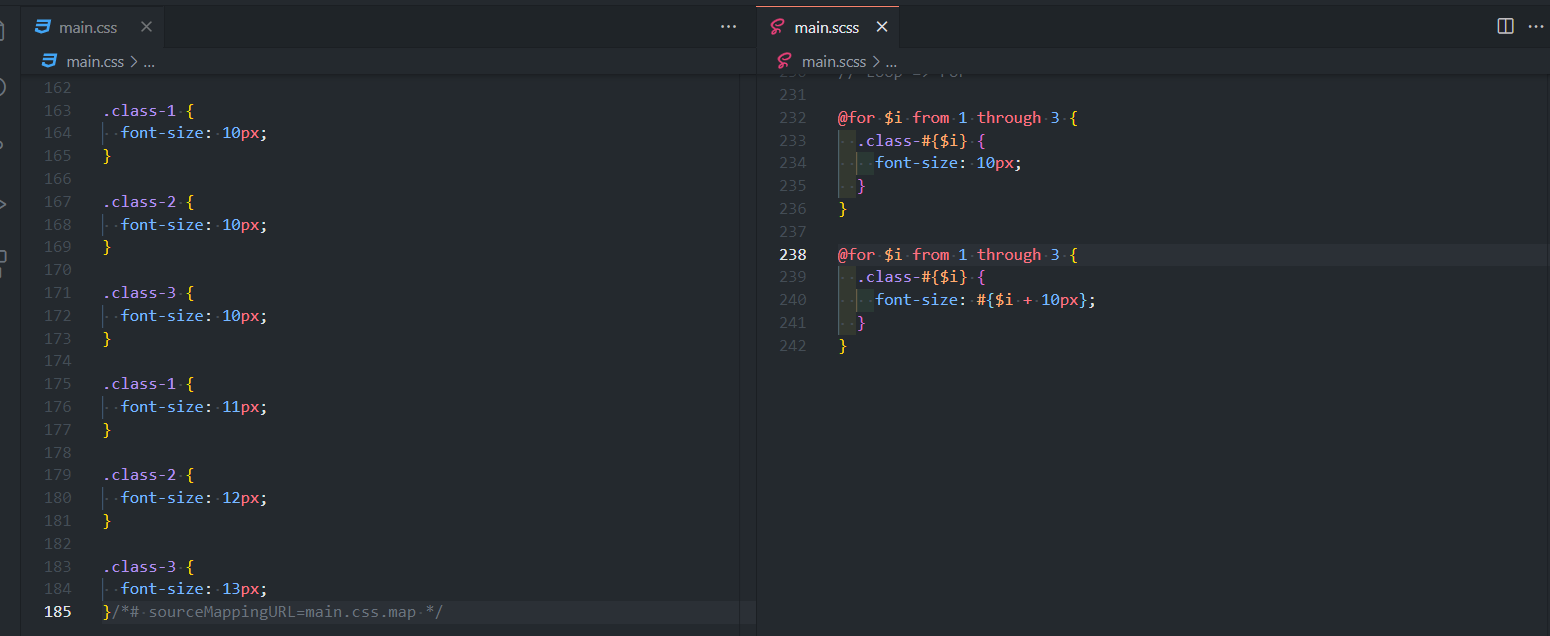 main.css
main.css > ...
162
163 .class-1 {
164   font-size: 10px;
165 }
166
167 .class-2 {
168   font-size: 10px;
169 }
170
171 .class-3 {
172   font-size: 10px;
173 }
174
175 .class-1 {
176   font-size: 11px;
177 }
178
179 .class-2 {
180   font-size: 12px;
181 }
182
183 .class-3 {
184   font-size: 13px;
185 }/*# sourceMappingURL=main.css.map */
main.scss
main.scss > ...
230 // Loop => For
231
232 @for $i from 1 through 3 {
233   .class-#{$i} {
234     font-size: 10px;
235   }
236 }
237
238 @for $i from 1 through 3 {
239   .class-#{$i} {
240     font-size: #{$i + 10px};
241   }
242 }